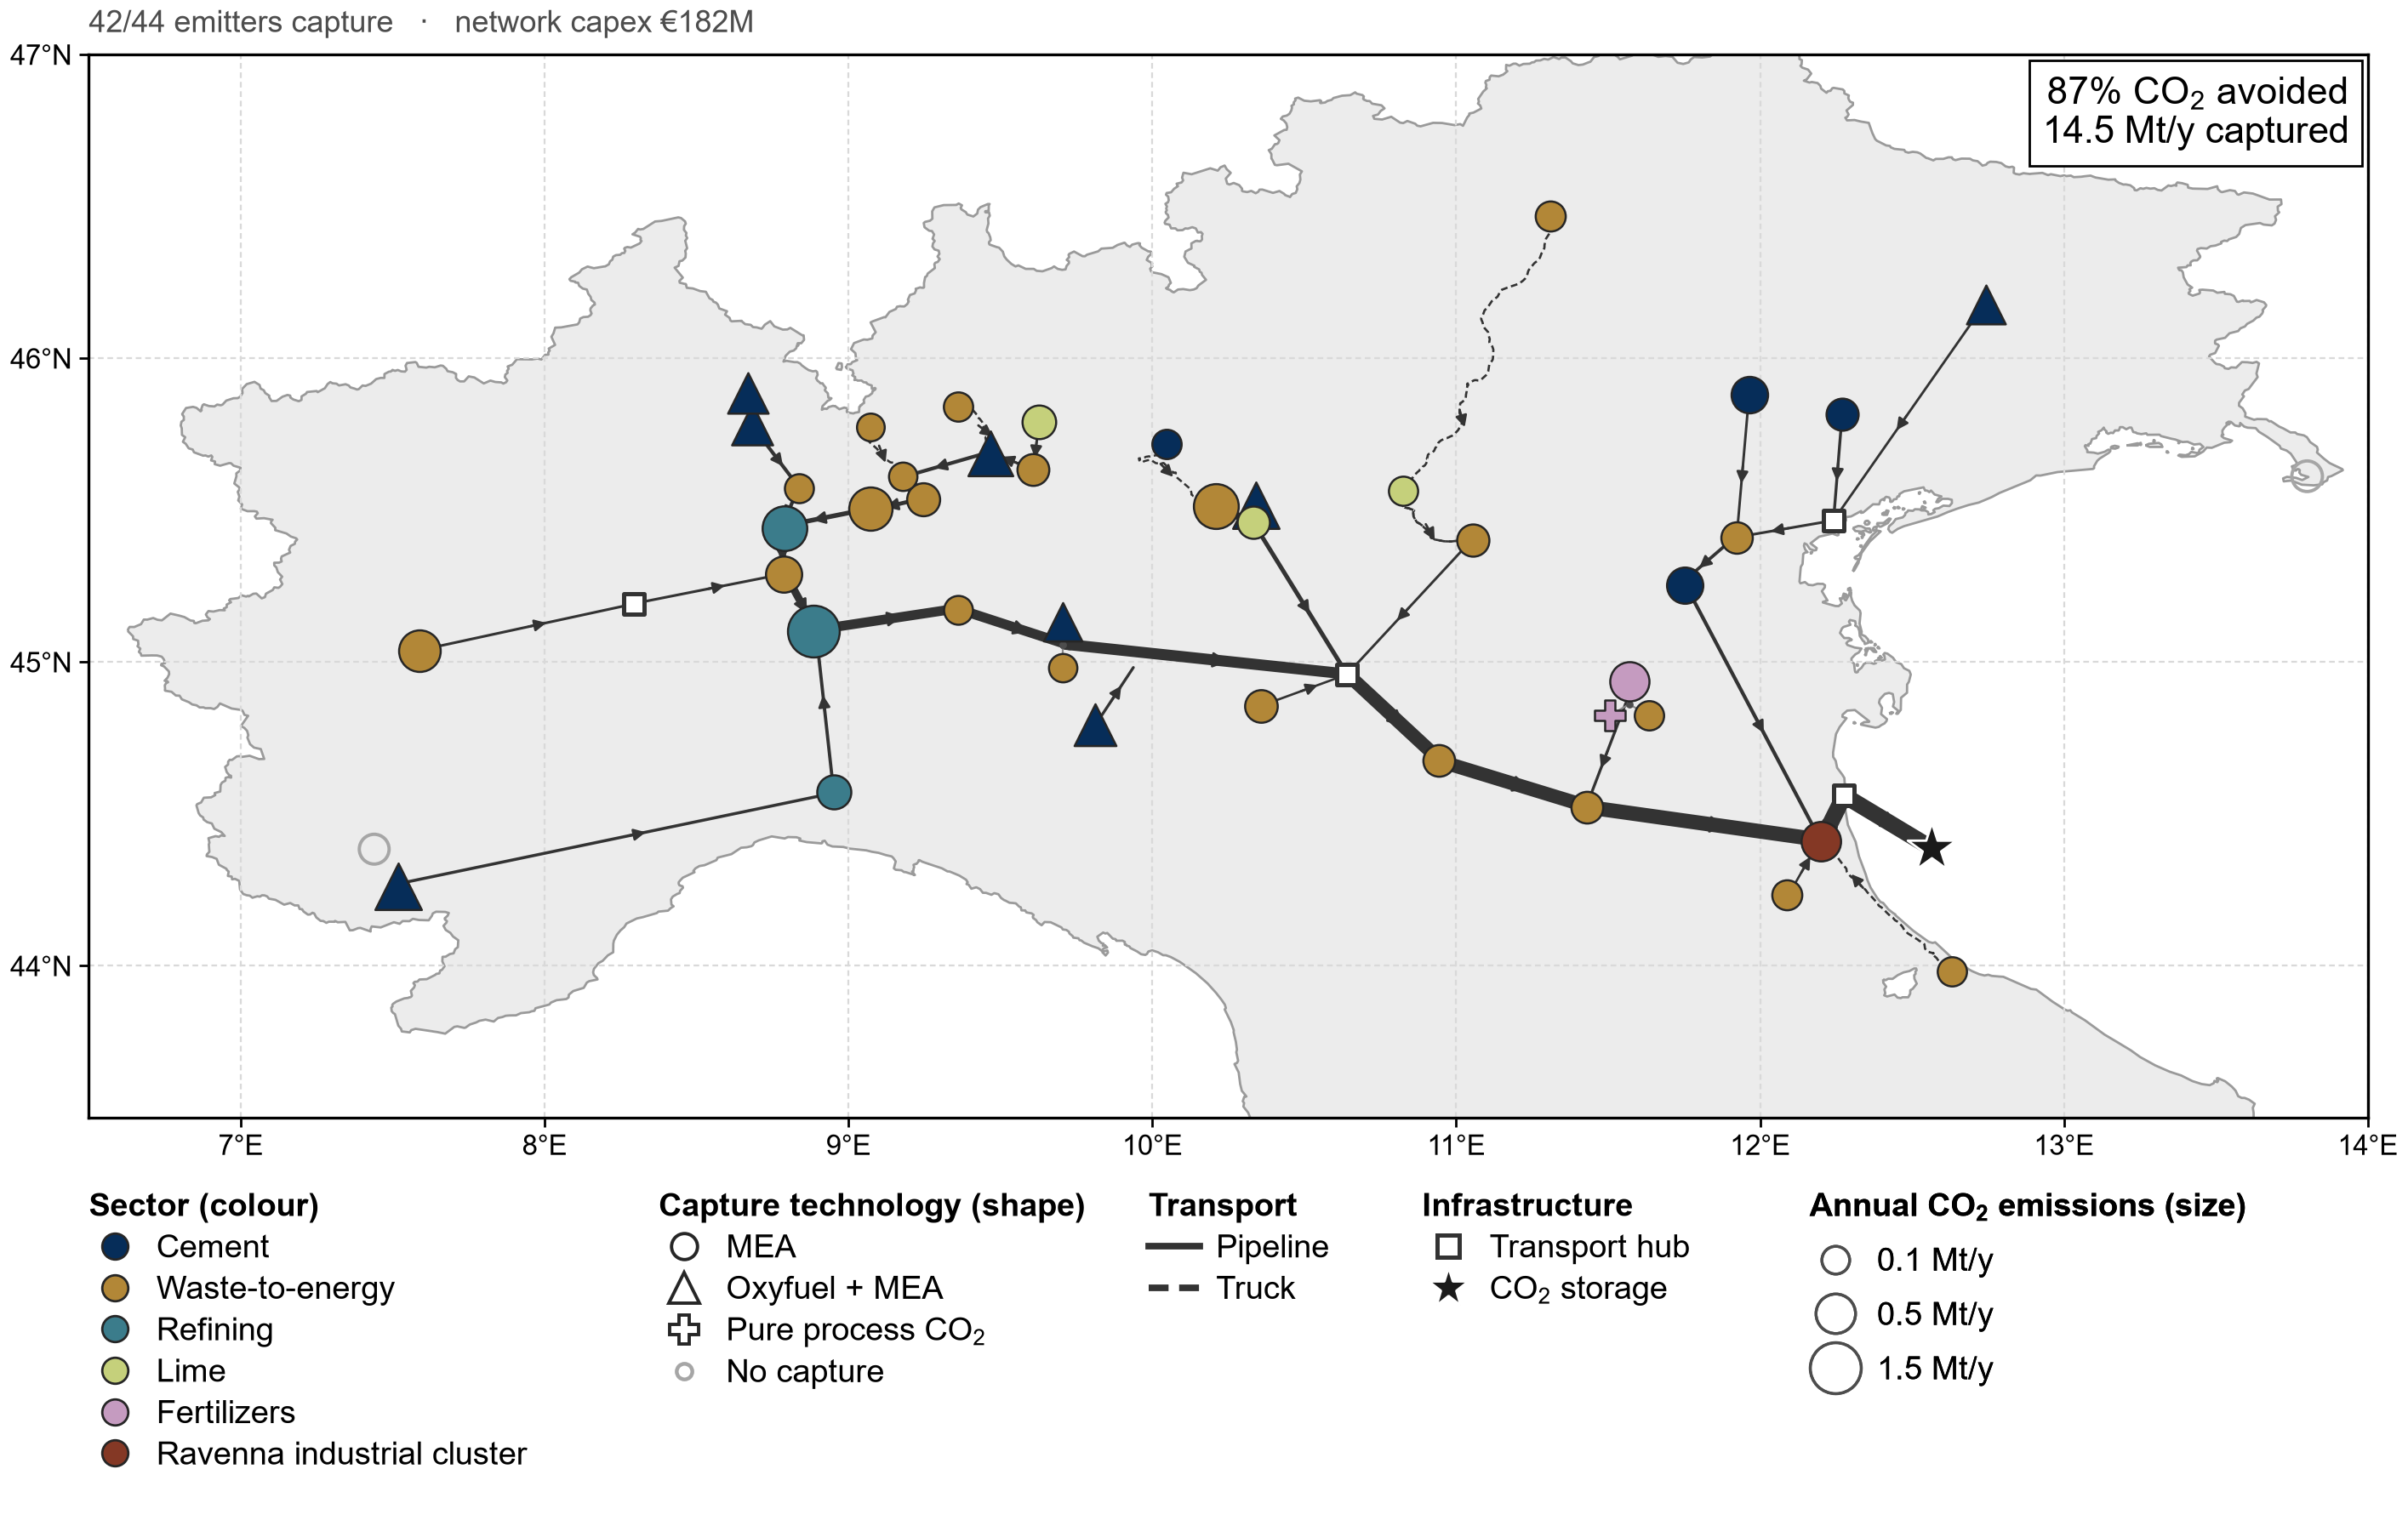 42/44 emitters capture · network capex €182M
47°N
87% CO₂ avoided
14.5 Mt/y captured
46°N
45°N
44°N
7°E 8°E 9°E 10°E 11°E 12°E 13°E 14°E
Sector (colour)
Cement
Waste-to-energy
Refining
Lime
Fertilizers
Ravenna industrial cluster
Capture technology (shape)
MEA
Oxyfuel + MEA
Pure process CO₂
No capture
Transport
Pipeline
Truck
Infrastructure
Transport hub
CO₂ storage
Annual CO₂ emissions (size)
0.1 Mt/y
0.5 Mt/y
1.5 Mt/y